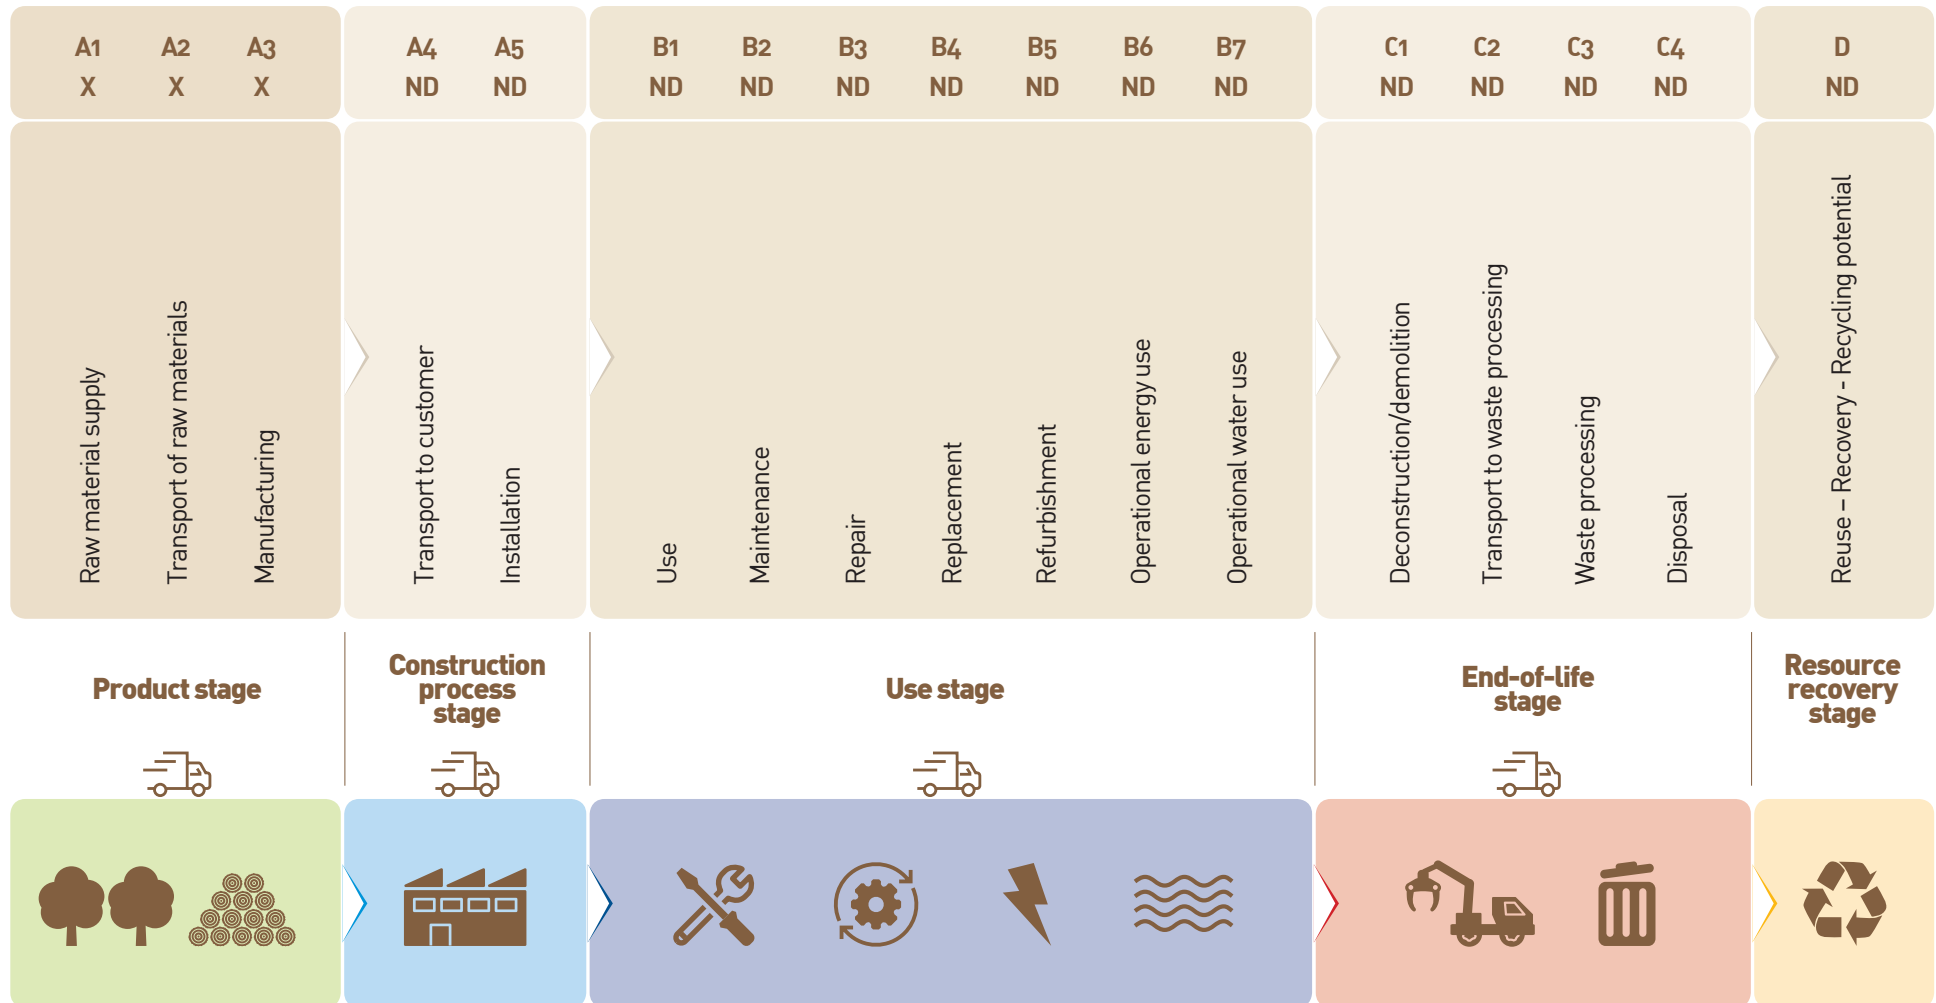 A1 A2 A3 A4 A5 B1 B2 B3 B4 B5 B6 B7 C1 C2 C3 C4 D
X X X ND ND ND ND ND ND ND ND ND ND ND ND ND ND
Raw material supply
Transport of raw materials
Manufacturing
Transport to customer
Installation
Use
Maintenance
Repair
Replacement
Refurbishment
Operational energy use
Operational water use
Deconstruction/demolition
Transport to waste processing
Waste processing
Disposal
Reuse – Recovery - Recycling potential
Product stage
Construction
process
stage
Use stage
End-of-life
stage
Resource
recovery
stage